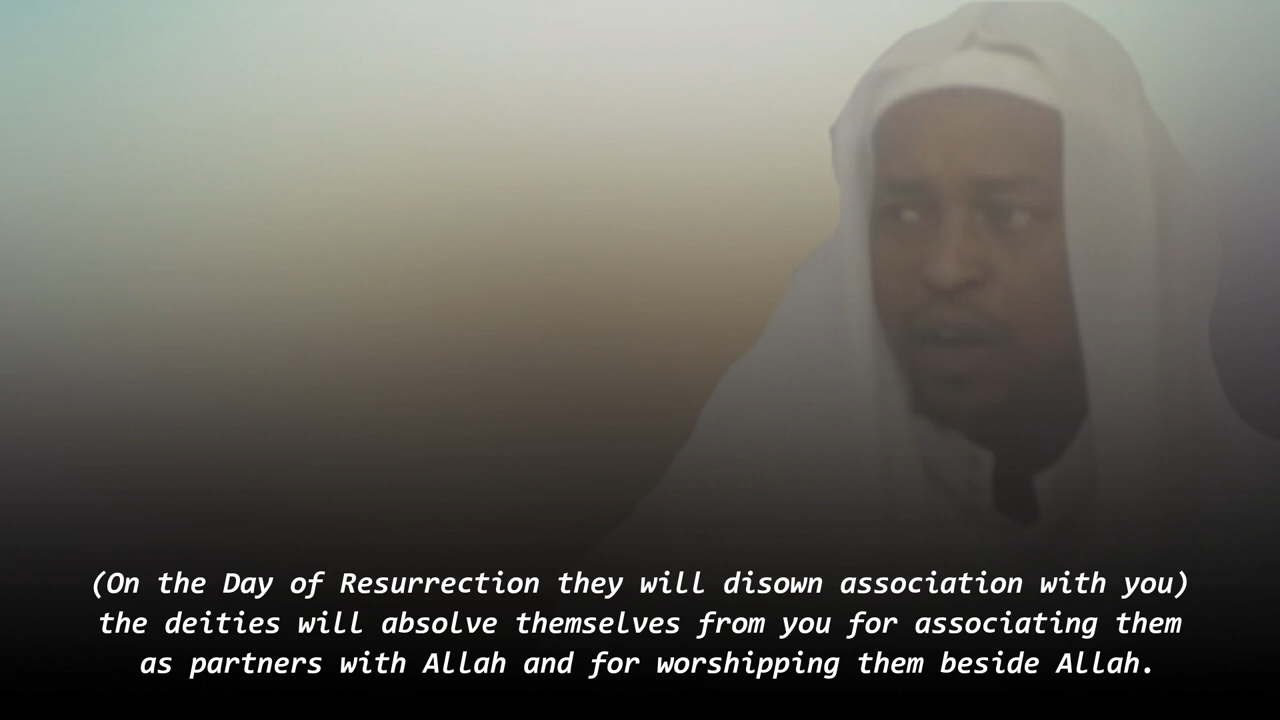 (On the Day of Resurrection they will disown association with you)
the deities will absolve themselves from you for associating them
as partners with Allah and for worshipping them beside Allah.